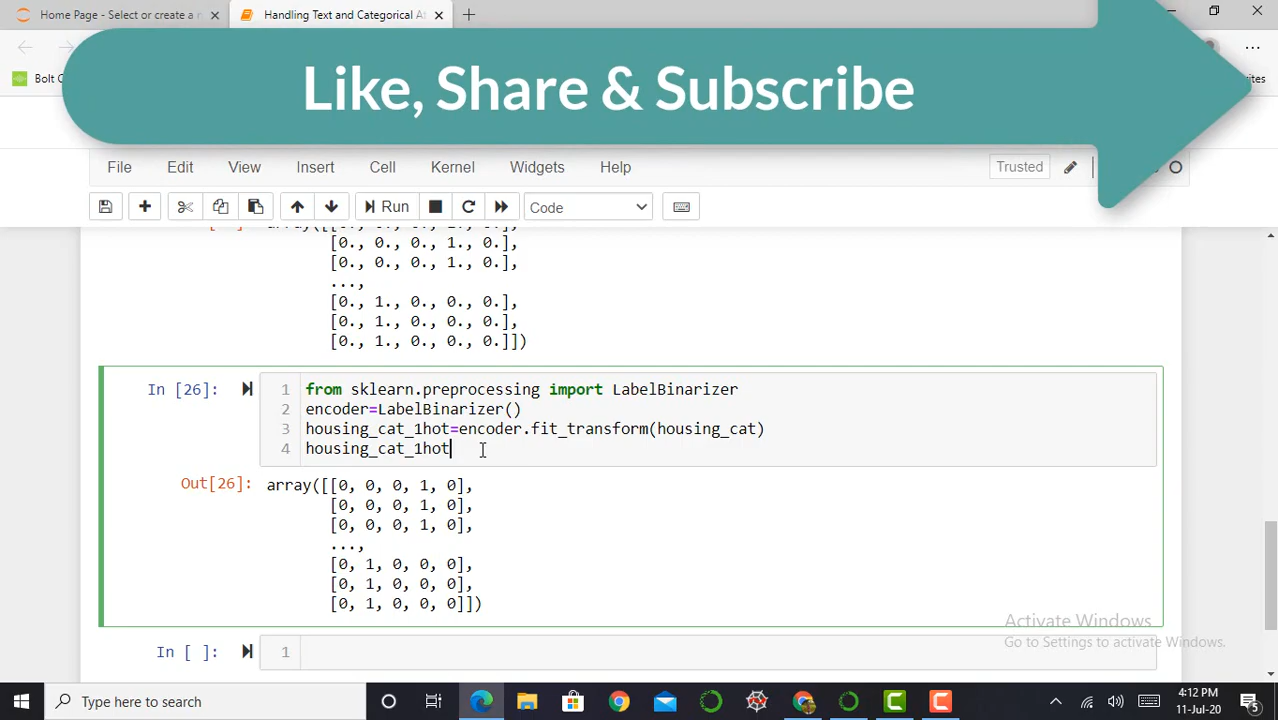 Home Page - Select or create a n
Handling Text and Categorical At
Bolt
Like, Share & Subscribe
File Edit View Insert Cell Kernel Widgets Help
Trusted
Run
Code
[0., 0., 0., 1., 0.],
[0., 0., 0., 1., 0.],
...,
[0., 1., 0., 0., 0.],
[0., 1., 0., 0., 0.],
[0., 1., 0., 0., 0.]])
In [26]:
1 from sklearn.preprocessing import LabelBinarizer
2 encoder=LabelBinarizer()
3 housing_cat_1hot=encoder.fit_transform(housing_cat)
4 housing_cat_1hot
Out[26]: array([[0, 0, 0, 1, 0],
[0, 0, 0, 1, 0],
[0, 0, 0, 1, 0],
...,
[0, 1, 0, 0, 0],
[0, 1, 0, 0, 0],
[0, 1, 0, 0, 0]])
In [ ]: 1
Activate Windows
Go to Settings to activate Windows.
Type here to search
4:12 PM
11-Jul-20
5